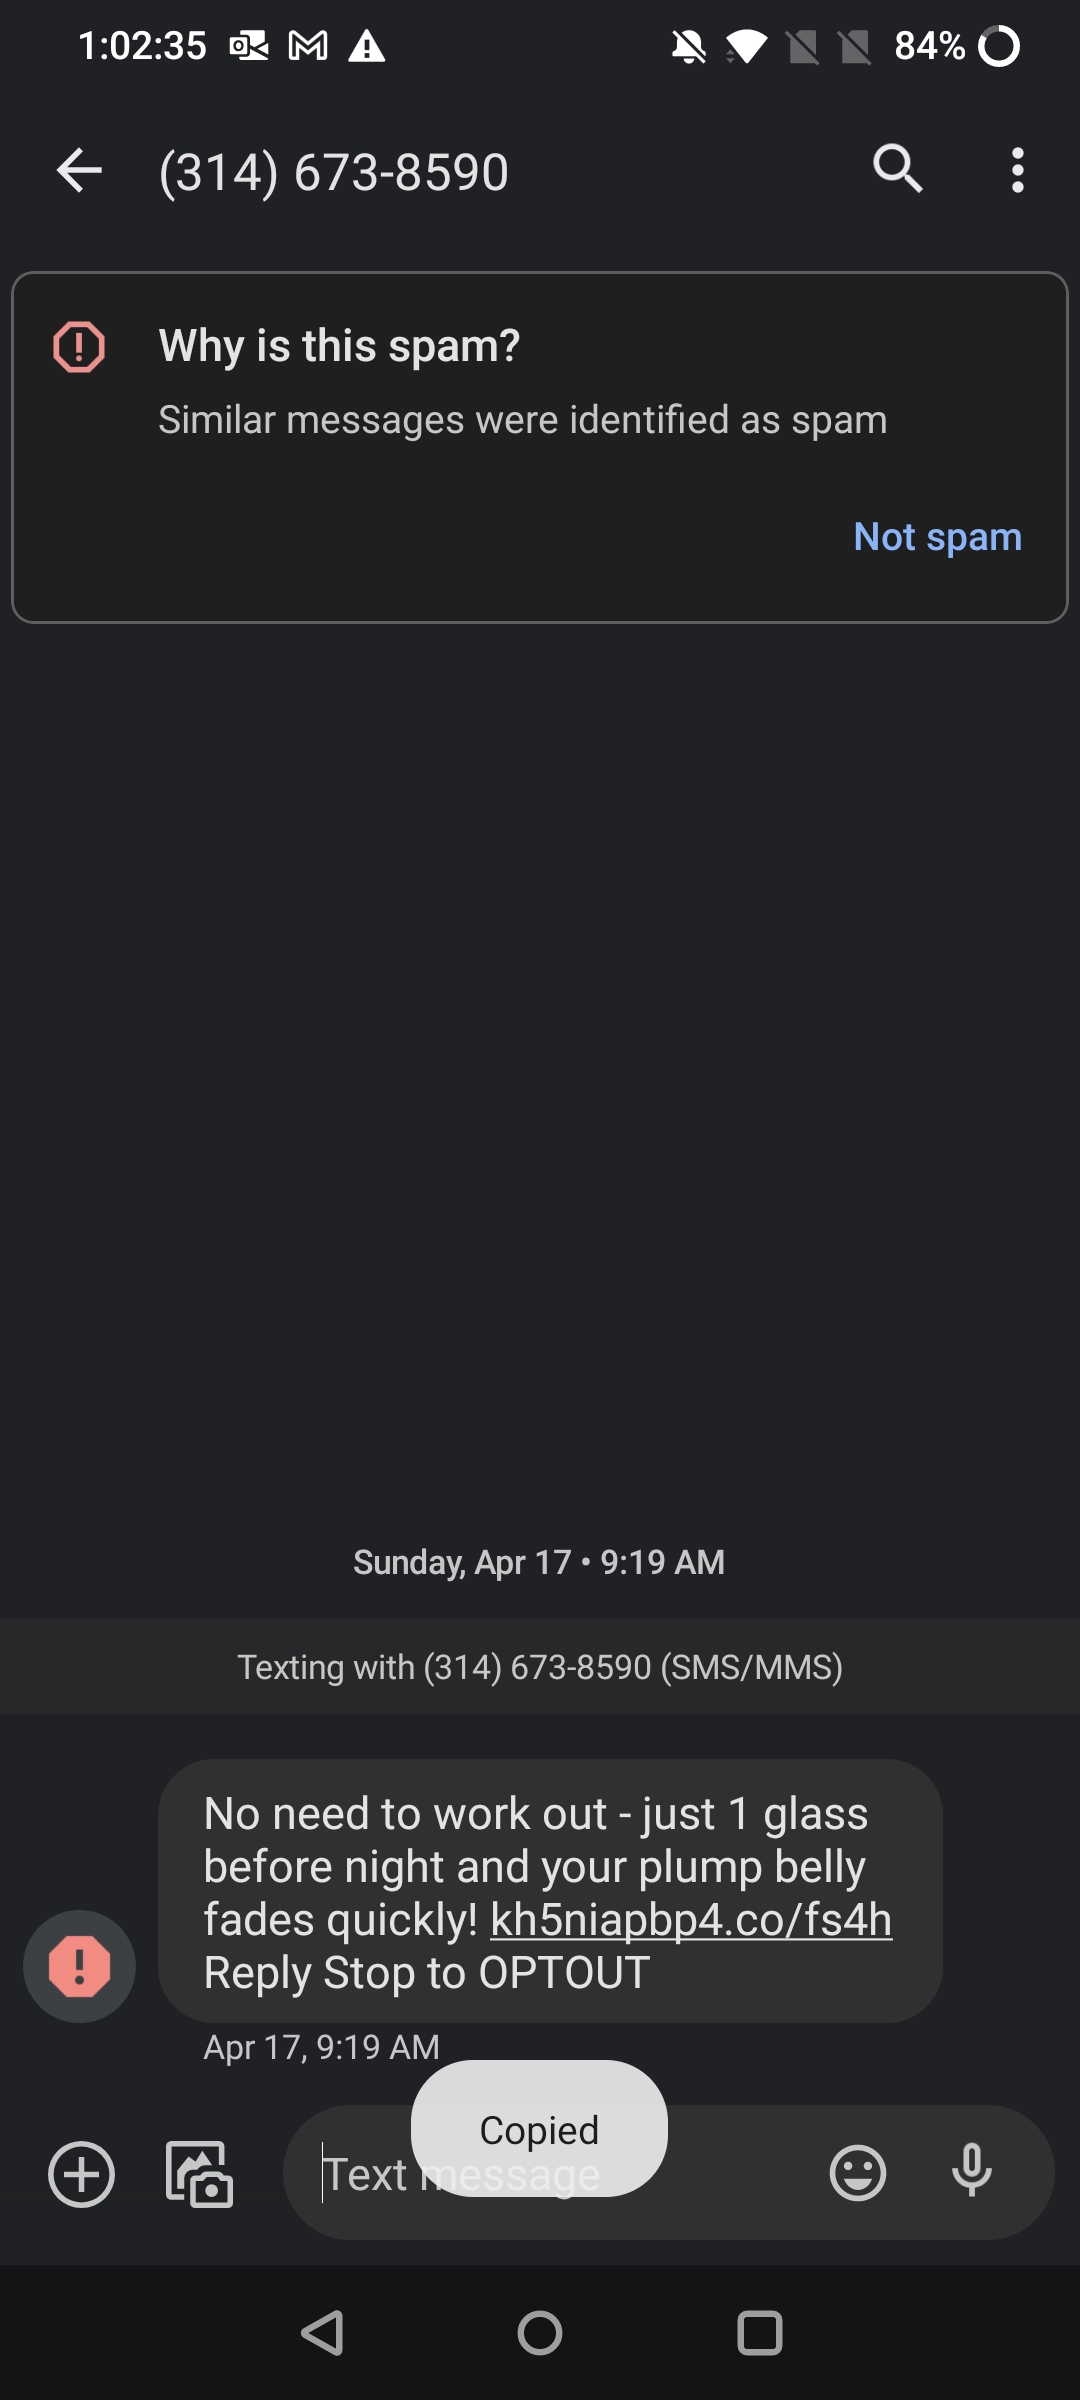 1:02:35
84%
(314) 673-8590
Why is this spam?
Similar messages were identified as spam
Not spam
Sunday, Apr 17 • 9:19 AM
Texting with (314) 673-8590 (SMS/MMS)
No need to work out - just 1 glass
before night and your plump belly
fades quickly! kh5niapbp4.co/fs4h
Reply Stop to OPTOUT
Apr 17, 9:19 AM
Copied
Text message